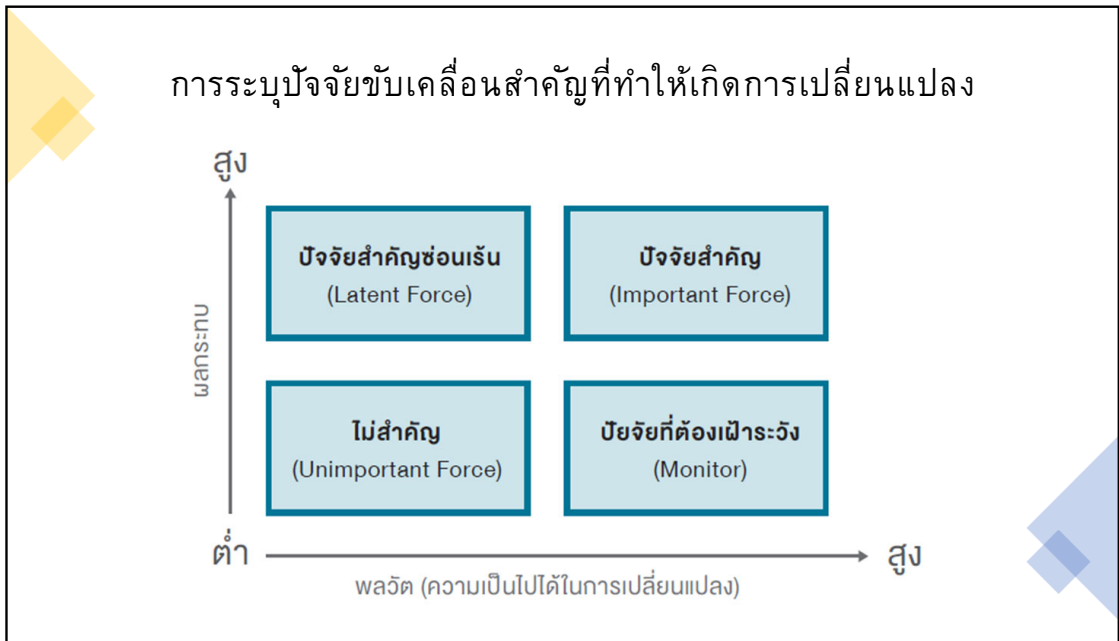 การระบุปัจจัยขับเคลื่อนสำคัญที่ทำให้เกิดการเปลี่ยนแปลง
สูง
ผลกระทบ
ปัจจัยสำคัญซ่อนเร้น
(Latent Force)
ปัจจัยสำคัญ
(Important Force)
ไม่สำคัญ
(Unimportant Force)
ปัยจัยที่ต้องเฝ้าระวัง
(Monitor)
ต่ำ
สูง
พลวัต (ความเป็นไปได้ในการเปลี่ยนแปลง)